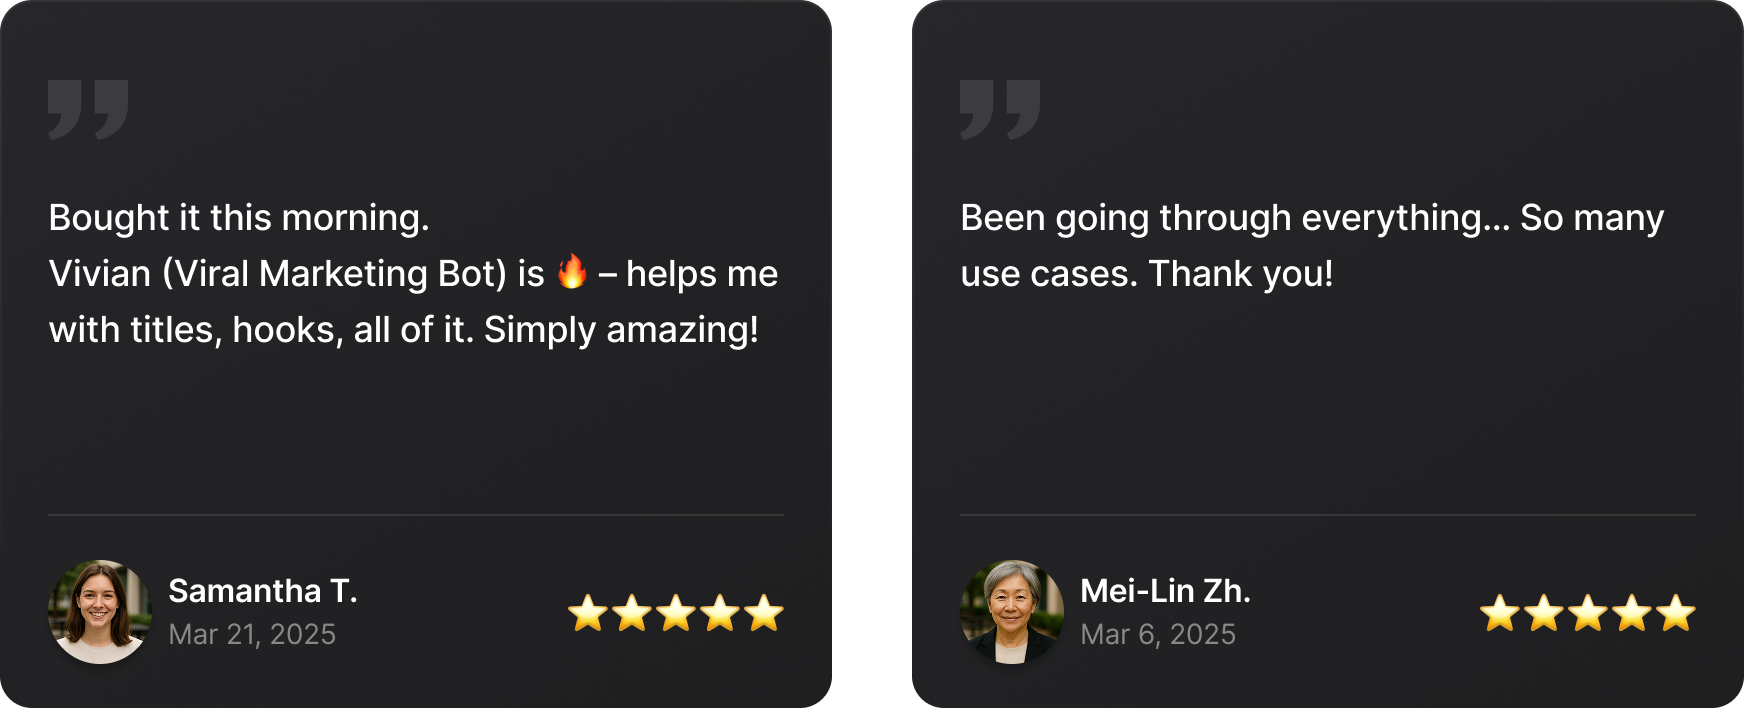 Bought it this morning.
Vivian (Viral Marketing Bot) is 🔥 – helps me
with titles, hooks, all of it. Simply amazing!
Samantha T.
Mar 21, 2025
Been going through everything... So many
use cases. Thank you!
Mei-Lin Zh.
Mar 6, 2025